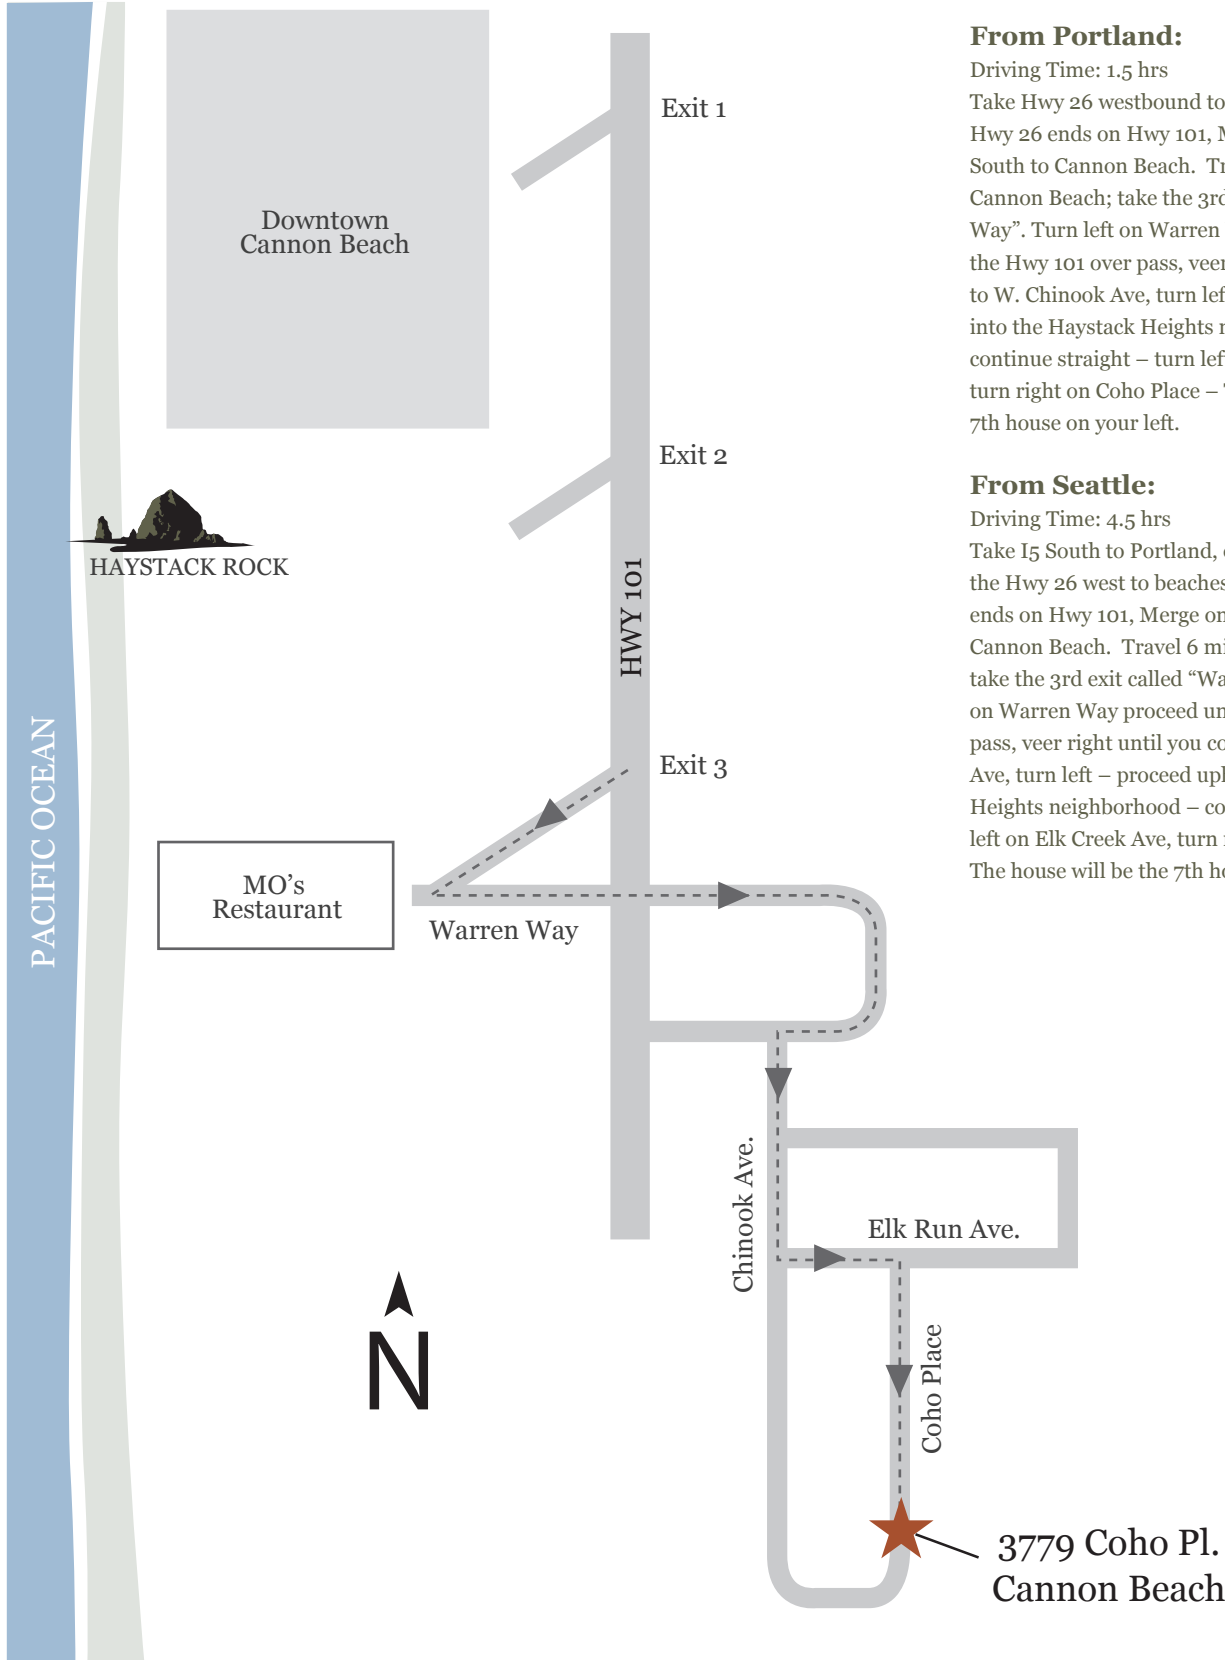 From Portland:
Driving Time: 1.5 hrs
Take Hwy 26 westbound to
Hwy 26 ends on Hwy 101,
South to Cannon Beach.
Cannon Beach; take the 3rd
Way”. Turn left on Warren
the Hwy 101 over pass, veer
to W. Chinook Ave, turn left
into the Haystack Heights
continue straight – turn left
turn right on Coho Place –
7th house on your left.
From Seattle:
Driving Time: 4.5 hrs
Take I5 South to Portland,
the Hwy 26 west to beaches
ends on Hwy 101, Merge on
Cannon Beach. Travel 6
take the 3rd exit called
on Warren Way proceed
pass, veer right until you
Ave, turn left – proceed
Heights neighborhood –
left on Elk Creek Ave, turn
The house will be the 7th
Exit 1
Downtown
Cannon Beach
Exit 2
HAYSTACK ROCK
HWY 101
PACIFIC OCEAN
Exit 3
MO’s
Restaurant
Warren Way
Chinook Ave.
Elk Run Ave.
N
Coho Place
3779 Coho Pl.
Cannon Beach